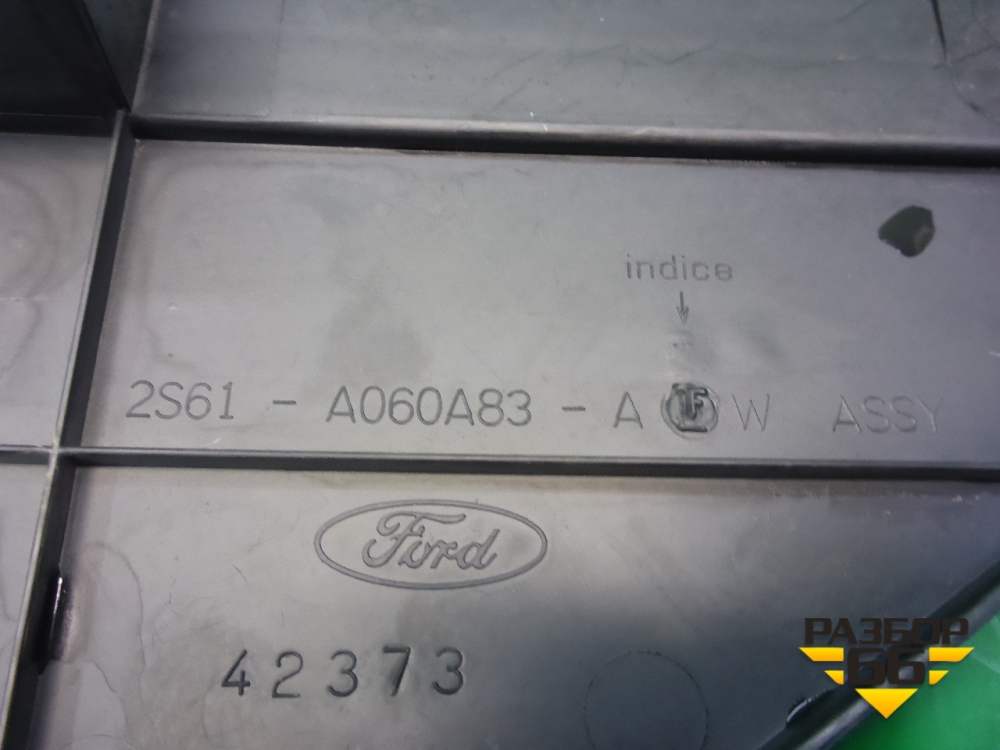 indice
2S61 - A060A83 - A W ASSY
Ford
42373
РАЗБОР
66